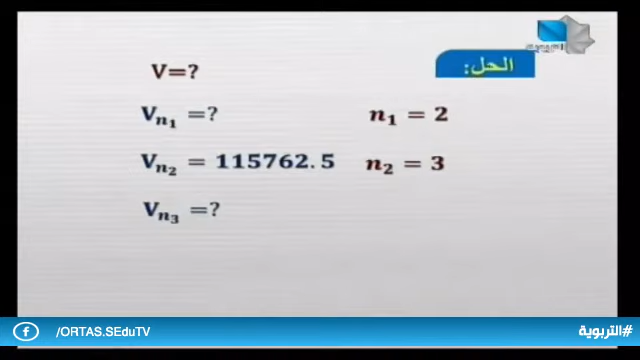 الحل:
V=?
Vn₁ =?
n₁ = 2
Vn₂ = 115762.5
n₂ = 3
Vn₃ =?
/ORTAS.SEduTV
#التربوية